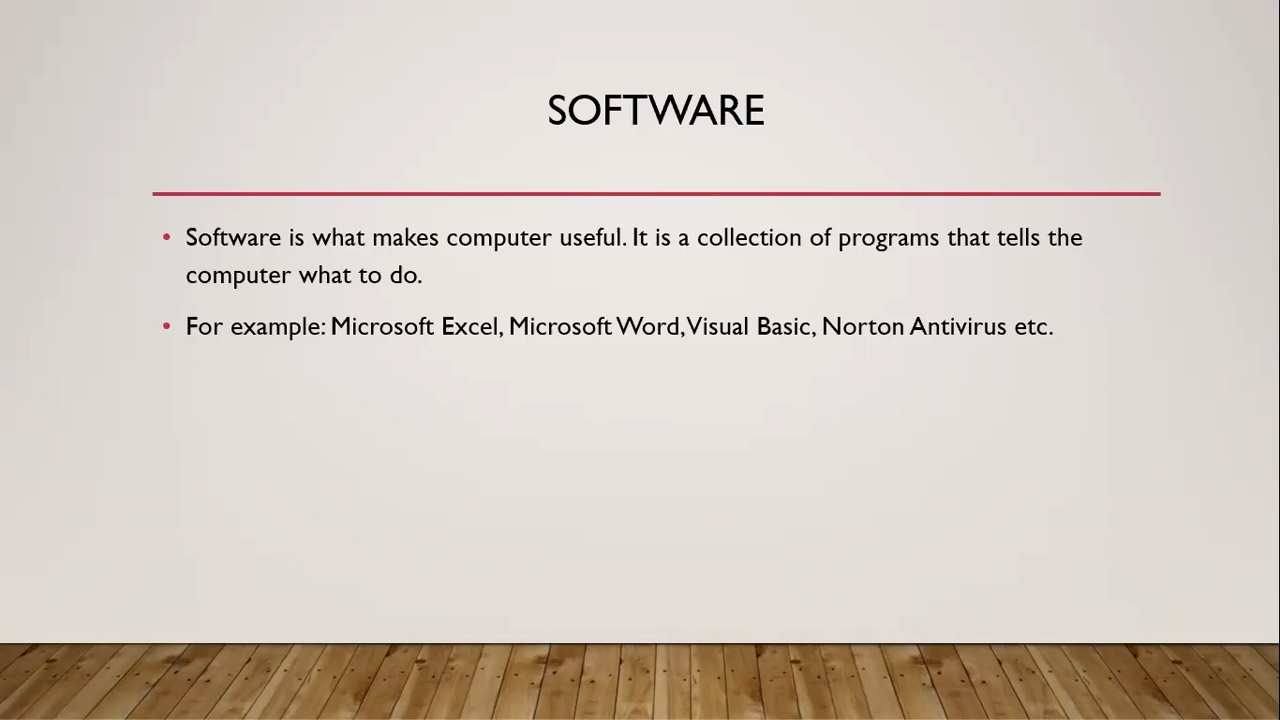 SOFTWARE
• Software is what makes computer useful. It is a collection of programs that tells the
computer what to do.
• For example: Microsoft Excel, Microsoft Word, Visual Basic, Norton Antivirus etc.